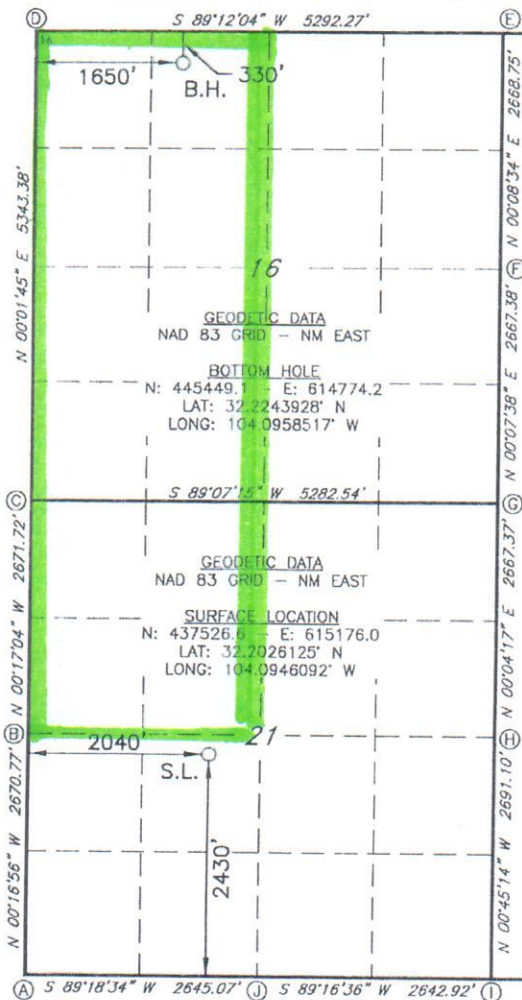 D S 89°12'04" W 5292.27' E
16
1650' 330'
B.H.
N 00°08'34" E 2668.75'
N 00°01'45" E 5343.38'
16
F
GEODETIC DATA
NAD 83 GRID – NM EAST
BOTTOM HOLE
N: 445449.1 – E: 614774.2
LAT: 32.2243928° N
LONG: 104.0958517° W
N 00°07'38" E 2667.38'
C S 89°07'15" W 5282.54' G
GEODETIC DATA
NAD 83 GRID – NM EAST
SURFACE LOCATION
N: 437526.6 – E: 615176.0
LAT: 32.2026125° N
LONG: 104.0946092° W
N 00°17'04" W 2671.72'
N 00°04'17" E 2667.37'
B 21 H
2040'
S.L.
2430'
N 00°16'56" W 2670.77'
N 00°45'14" W 2691.10'
A S 89°18'34" W 2645.07' J S 89°16'36" W 2642.92' I